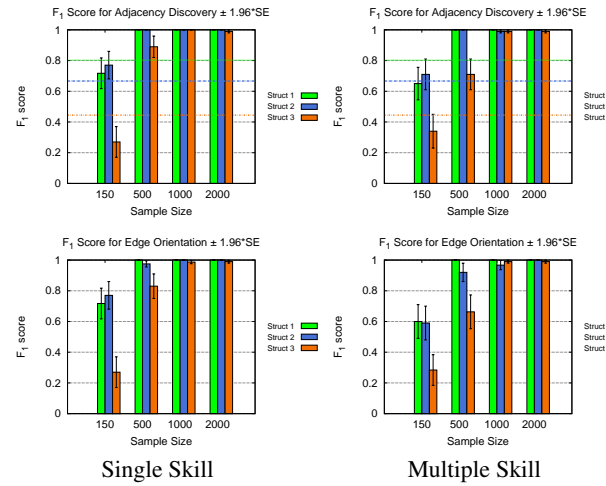 F1 Score for Adjacency Discovery ± 1.96*SE
1
0.8
0.6
0.4
0.2
0
F1 score
150 500 1000 2000
Sample Size
Struct 1
Struct 2
Struct 3
F1 Score for Adjacency Discovery ± 1.96*SE
1
0.8
0.6
0.4
0.2
0
F1 score
150 500 1000 2000
Sample Size
Struct
Struct
Struct
F1 Score for Edge Orientation ± 1.96*SE
1
0.8
0.6
0.4
0.2
0
F1 score
150 500 1000 2000
Sample Size
Struct 1
Struct 2
Struct 3
F1 Score for Edge Orientation ± 1.96*SE
1
0.8
0.6
0.4
0.2
0
F1 score
150 500 1000 2000
Sample Size
Struct
Struct
Struct
Single Skill
Multiple Skill